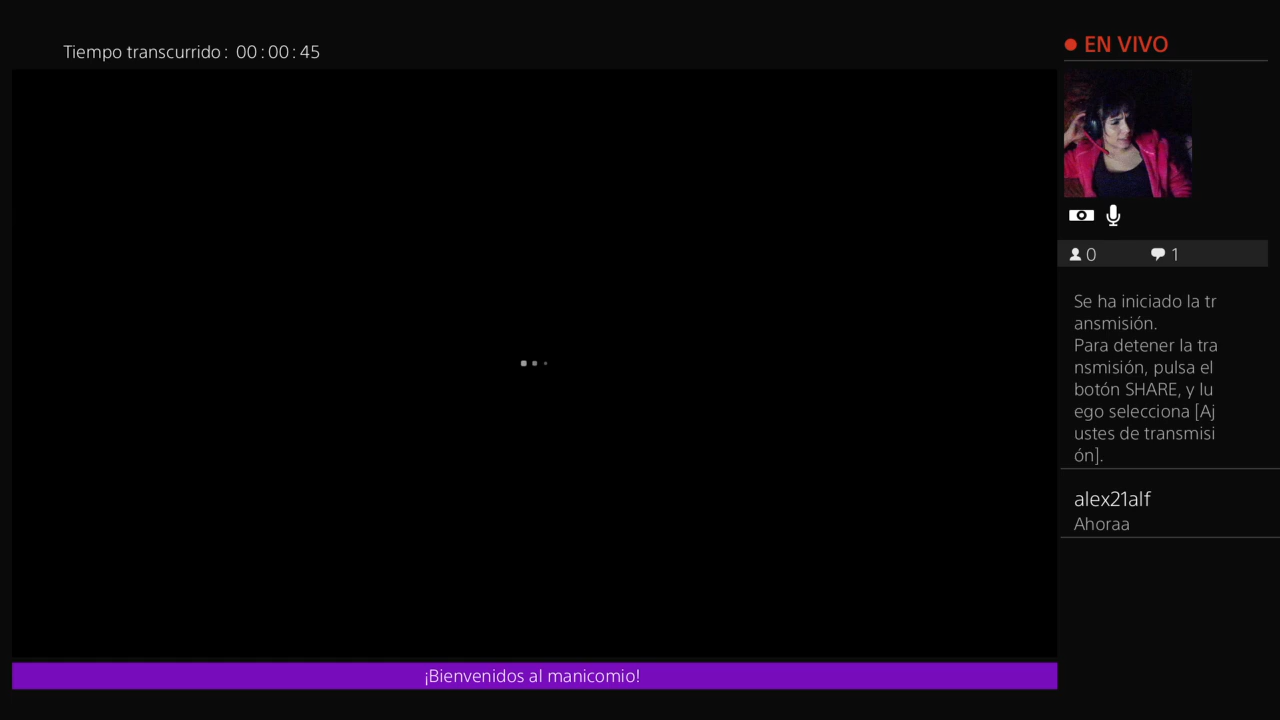 Tiempo transcurrido : 00 : 00 : 45
EN VIVO
0
1
Se ha iniciado la tr
ansmisión.
Para detener la tra
nsmisión, pulsa el
botón SHARE, y lu
ego selecciona [Aj
ustes de transmisi
ón].
alex21alf
Ahoraa
¡Bienvenidos al manicomio!